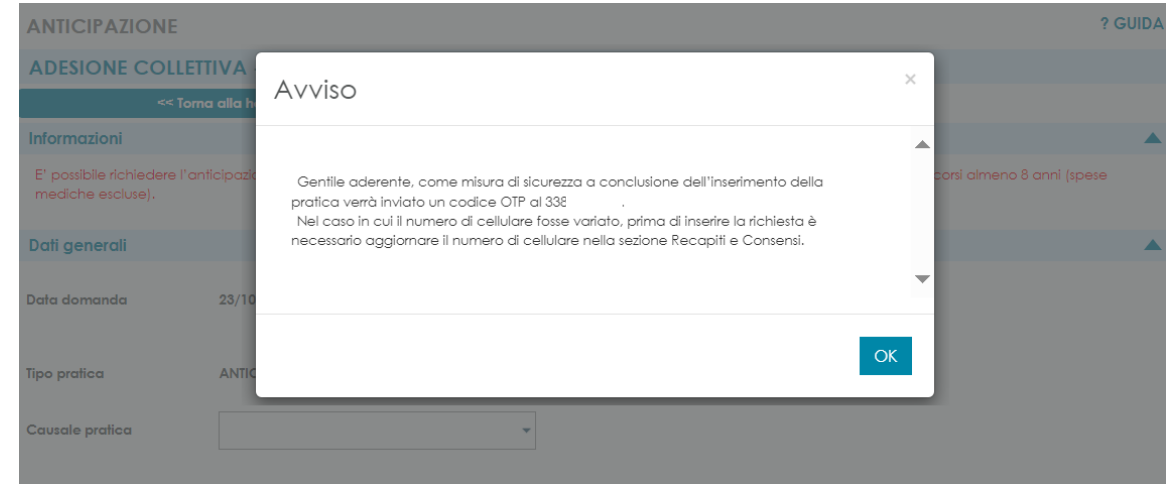 ANTICIPAZIONE
? GUIDA
ADESIONE COLLETTIVA -
<< Torna alla h
Informazioni
E' possibile richiedere l'anticipazio
corsi almeno 8 anni (spese
mediche escluse).
Dati generali
Data domanda 23/10
Tipo pratica ANTIC
Causale pratica
Avviso
×
Gentile aderente, come misura di sicurezza a conclusione dell'inserimento della
pratica verrà inviato un codice OTP al 338 .
Nel caso in cui il numero di cellulare fosse variato, prima di inserire la richiesta è
necessario aggiornare il numero di cellulare nella sezione Recapiti e Consensi.
OK